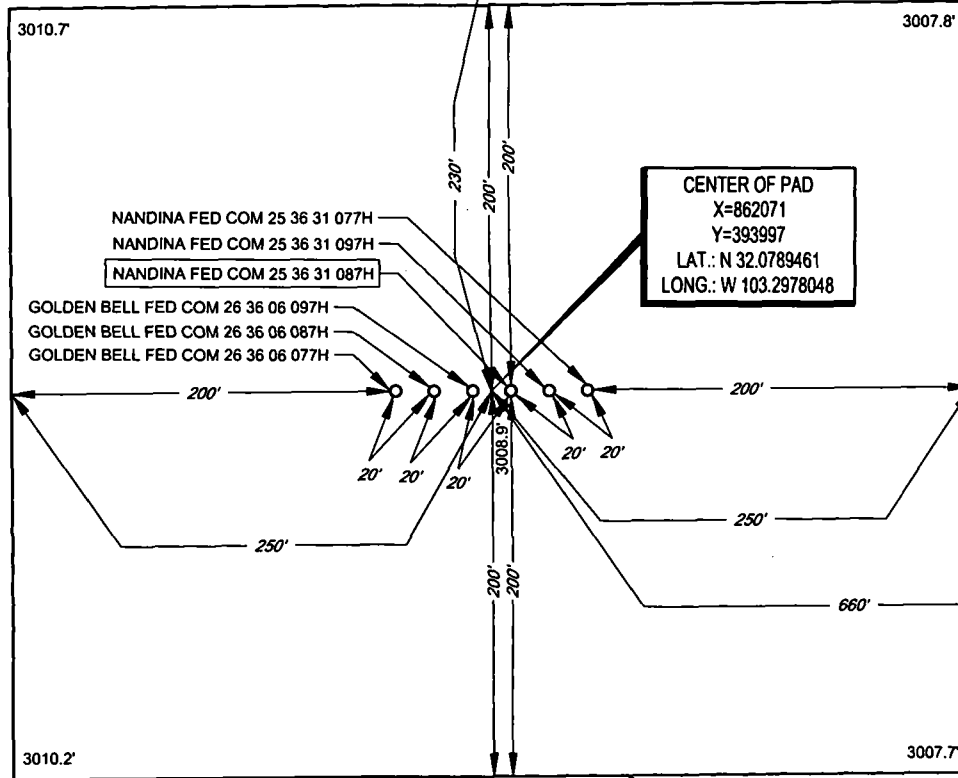 3010.7'
3007.8'
230'
200'
200'
CENTER OF PAD
X=862071
Y=393997
LAT.: N 32.0789461
LONG.: W 103.2978048
NANDINA FED COM 25 36 31 077H
NANDINA FED COM 25 36 31 097H
NANDINA FED COM 25 36 31 087H
GOLDEN BELL FED COM 26 36 06 097H
GOLDEN BELL FED COM 26 36 06 087H
GOLDEN BELL FED COM 26 36 06 077H
200'
200'
3008.9'
20'
20'
20'
20'
20'
250'
250'
200'
200'
660'
3010.2'
3007.7'